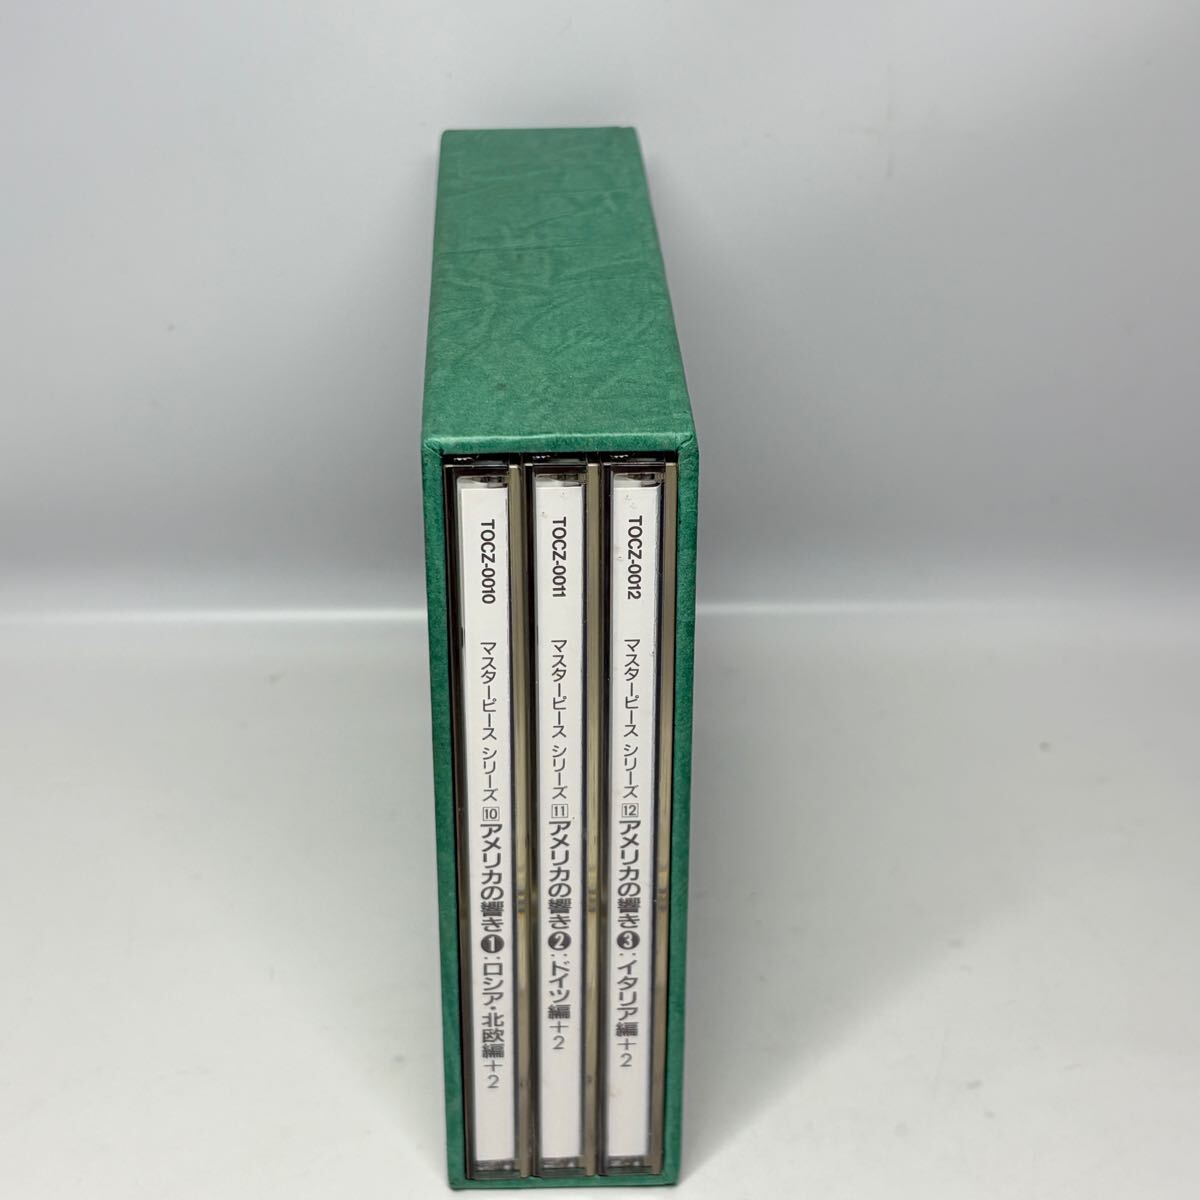 TOCZ-0010 マスターピース シリーズ 10 アメリカの響き❶:ロシア・北欧編+2
TOCZ-0011 マスターピース シリーズ 11 アメリカの響き❷:ドイツ編+2
TOCZ-0012 マスターピース シリーズ 12 アメリカの響き❸:イタリア編+2